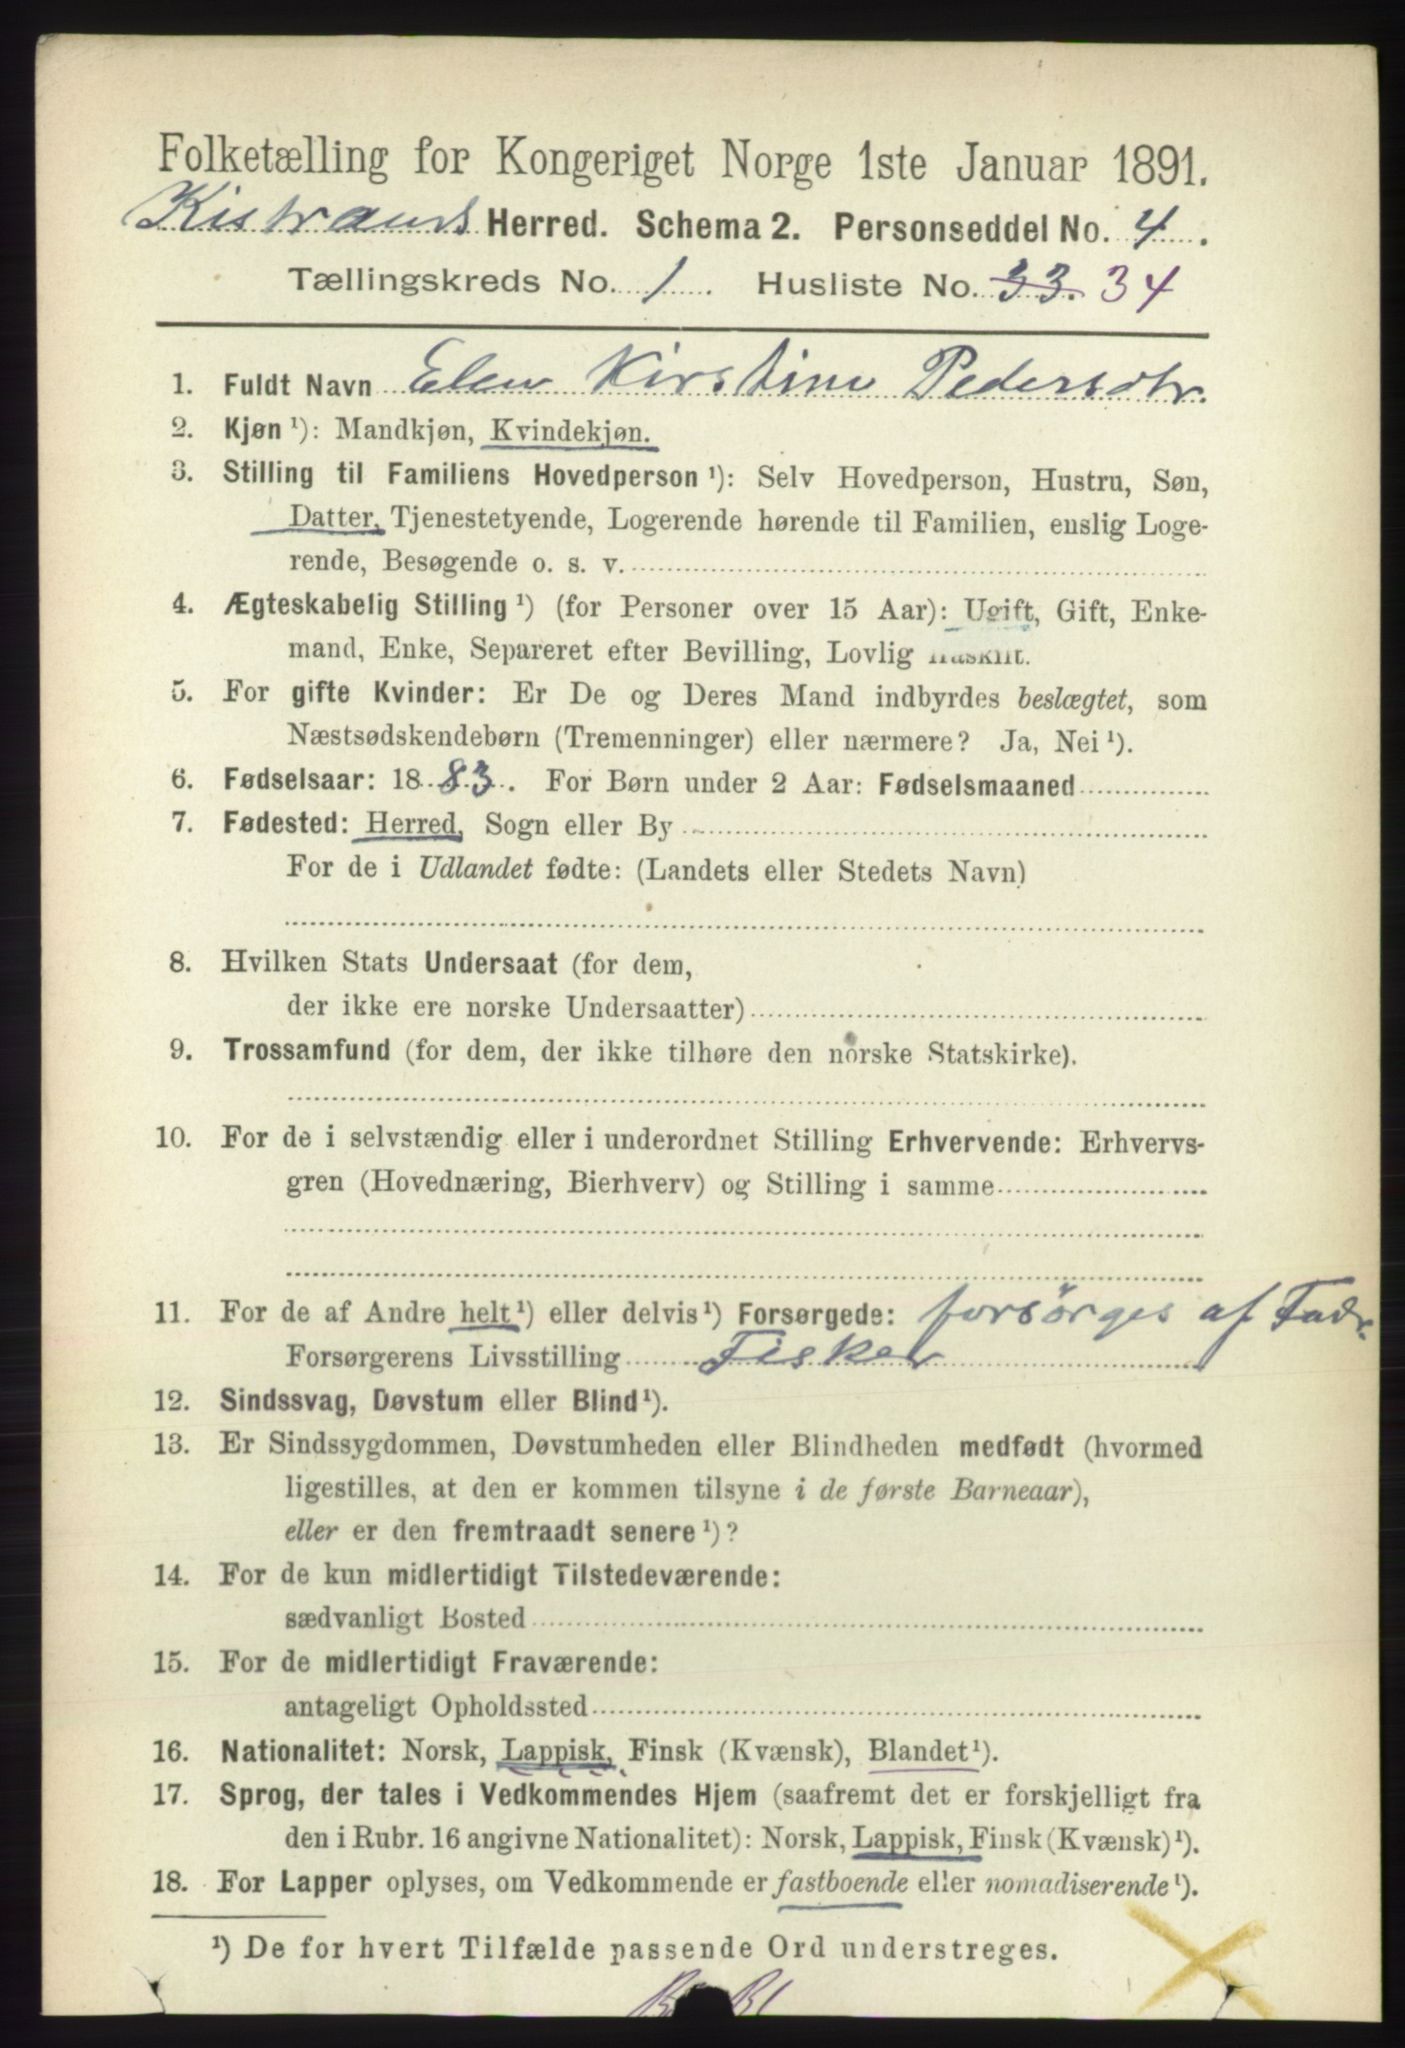 Folketælling for Kongeriget Norge 1ste Januar 1891.
Kistrands Herred. Schema 2. Personseddel No. 4.
Tællingskreds No. 1. Husliste No. 33. 34
1. Fuldt Navn Elen Kirstine Pedersdtr.
2. Kjøn ¹): Mandkjøn, Kvindekjøn.
3. Stilling til Familiens Hovedperson ¹): Selv Hovedperson, Hustru, Søn,
Datter, Tjenestetyende, Logerende hørende til Familien, enslig Loge-
rende, Besøgende o. s. v.
4. Ægteskabelig Stilling ¹) (for Personer over 15 Aar): Ugift, Gift, Enke-
mand, Enke, Separeret efter Bevilling, Lovlig fraskilt.
5. For gifte Kvinder: Er De og Deres Mand indbyrdes beslægtet, som
Næstsødskendebørn (Tremenninger) eller nærmere? Ja, Nei ¹).
6. Fødselsaar: 1883. For Børn under 2 Aar: Fødselsmaaned
7. Fødested: Herred, Sogn eller By
For de i Udlandet fødte: (Landets eller Stedets Navn)
8. Hvilken Stats Undersaat (for dem,
der ikke ere norske Undersaatter)
9. Trossamfund (for dem, der ikke tilhøre den norske Statskirke).
10. For de i selvstændig eller i underordnet Stilling Erhvervende: Erhvervs-
gren (Hovednæring, Bierhverv) og Stilling i samme
11. For de af Andre helt ¹) eller delvis ¹) Forsørgede: forsörges af Fadr.
Forsørgerens Livsstilling Fisker
12. Sindssvag, Døvstum eller Blind ¹).
13. Er Sindssygdommen, Døvstumheden eller Blindheden medfødt (hvormed
ligestilles, at den er kommen tilsyne i de første Barneaar),
eller er den fremtraadt senere ¹)?
14. For de kun midlertidigt Tilstedeværende:
sædvanligt Bosted
15. For de midlertidigt Fraværende:
antageligt Opholdssted
16. Nationalitet: Norsk, Lappisk, Finsk (Kvænsk), Blandet ¹).
17. Sprog, der tales i Vedkommendes Hjem (saafremt det er forskjelligt fra
den i Rubr. 16 angivne Nationalitet): Norsk, Lappisk, Finsk (Kvænsk) ¹).
18. For Lapper oplyses, om Vedkommende er fastboende eller nomadiserende ¹).
¹) De for hvert Tilfælde passende Ord understreges.